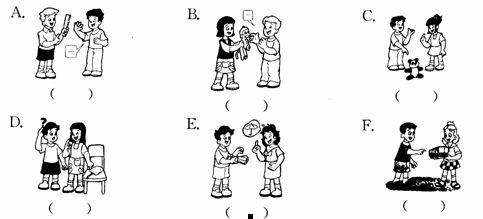 A.
B.
C.
(    )
(    )
(    )
D.
E.
F.
(    )
(    )
(    )